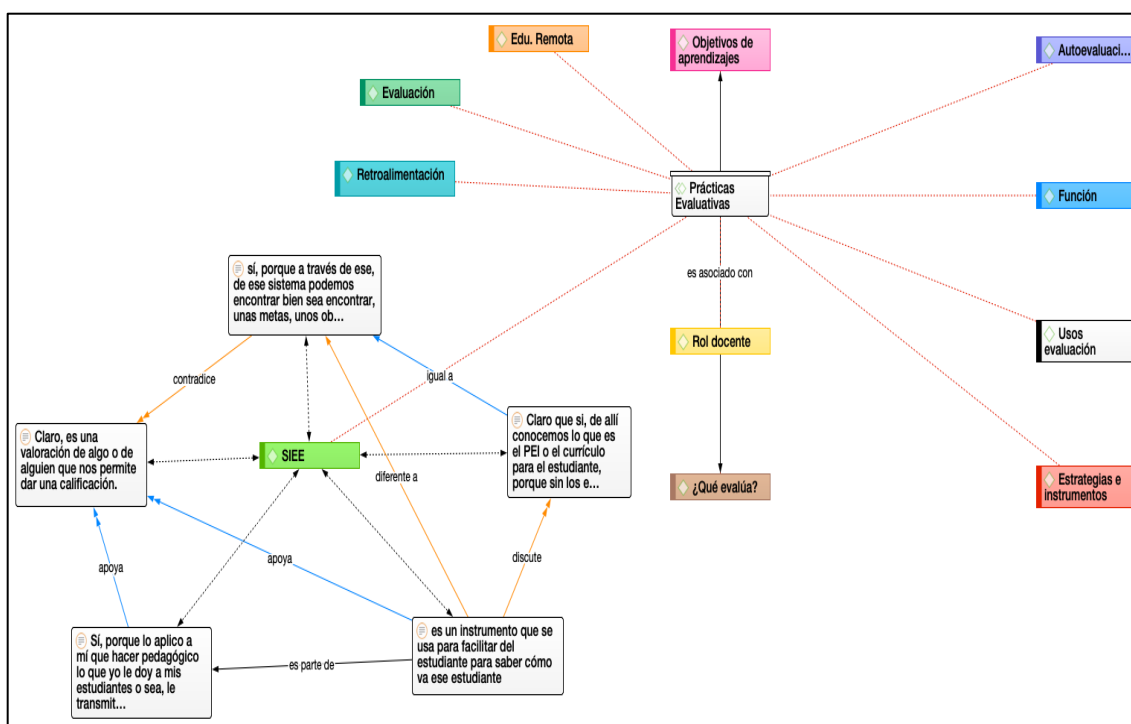 Edu. Remota
Objetivos de
aprendizajes
Autoevaluaci...
Evaluación
Retroalimentación
Prácticas
Evaluativas
Función
es asociado con
sí, porque a través de ese,
de ese sistema podemos
encontrar bien sea encontrar,
unas metas, unos ob...
Usos
evaluación
Rol docente
contradice
igual a
Claro, es una
valoración de algo o de
alguien que nos permite
dar una calificación.
SIEE
diferente a
Claro que si, de allí
conocemos lo que es
el PEI o el currículo
para el estudiante,
porque sin los e...
¿Qué evalúa?
Estrategias e
instrumentos
apoya
apoya
discute
Sí, porque lo aplico a
mí que hacer pedagógico
lo que yo le doy a mis
estudiantes o sea, le
transmit...
es parte de
es un instrumento que se
usa para facilitar del
estudiante para saber cómo
va ese estudiante